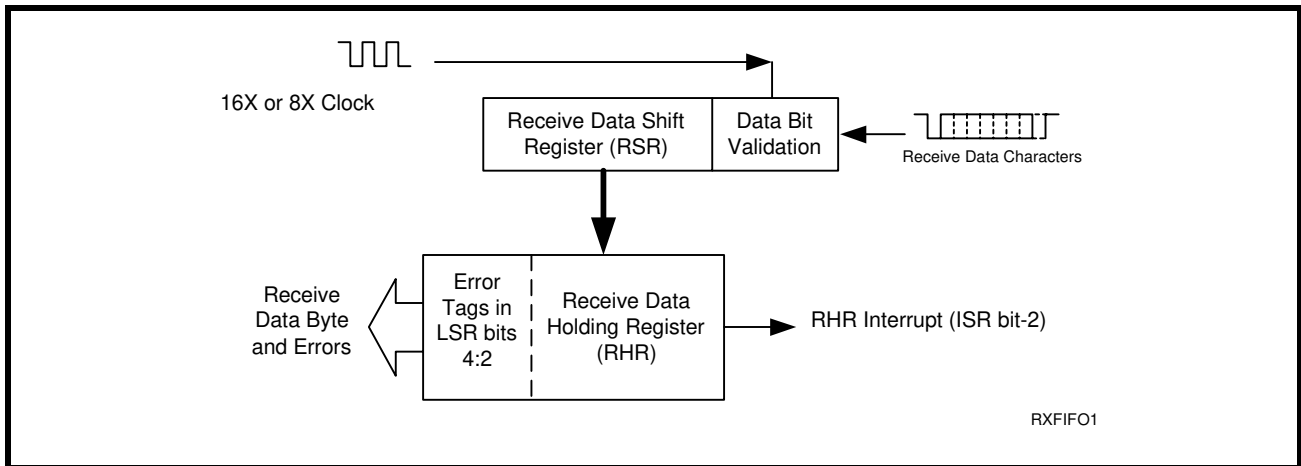 16X or 8X Clock
Receive Data Shift
Register (RSR)
Data Bit
Validation
Receive Data Characters
Receive
Data Byte
and Errors
Error
Tags in
LSR bits
4:2
Receive Data
Holding Register
(RHR)
RHR Interrupt (ISR bit-2)
RXFIFO1